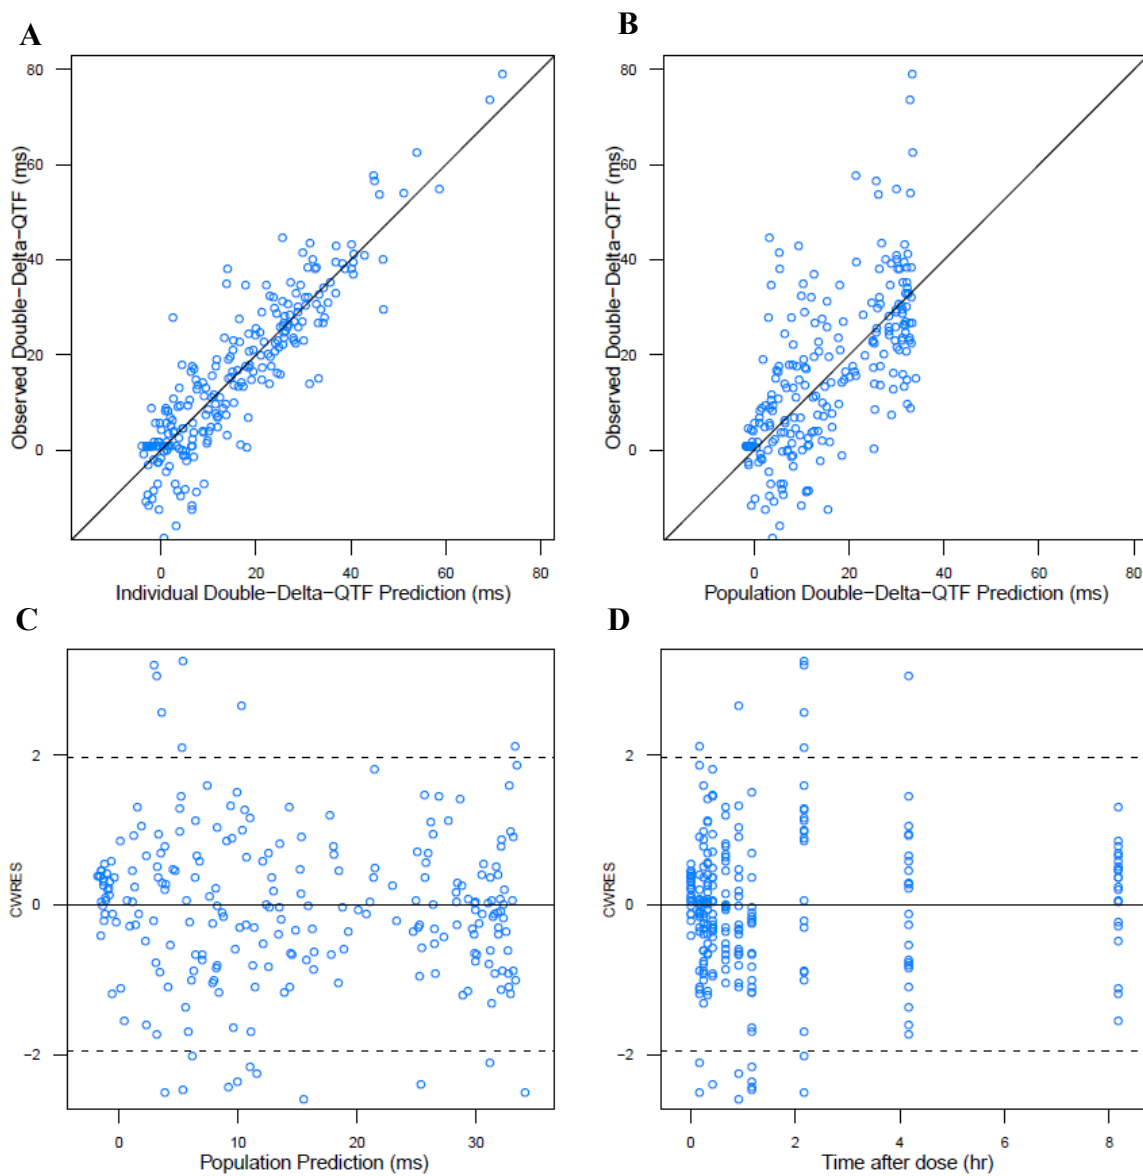 A
B
80
60
40
20
0
Observed Double−Delta−QTF (ms)
0 20 40 60 80
Individual Double−Delta−QTF Prediction (ms)
80
60
40
20
0
Observed Double−Delta−QTF (ms)
0 20 40 60 80
Population Double−Delta−QTF Prediction (ms)
C
D
2
0
−2
CWRES
0 10 20 30
Population Prediction (ms)
2
0
−2
CWRES
0 2 4 6 8
Time after dose (hr)